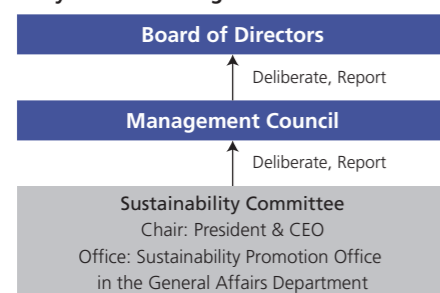 Board of Directors
Deliberate, Report
Management Council
Deliberate, Report
Sustainability Committee
Chair: President & CEO
Office: Sustainability Promotion Office
in the General Affairs Department